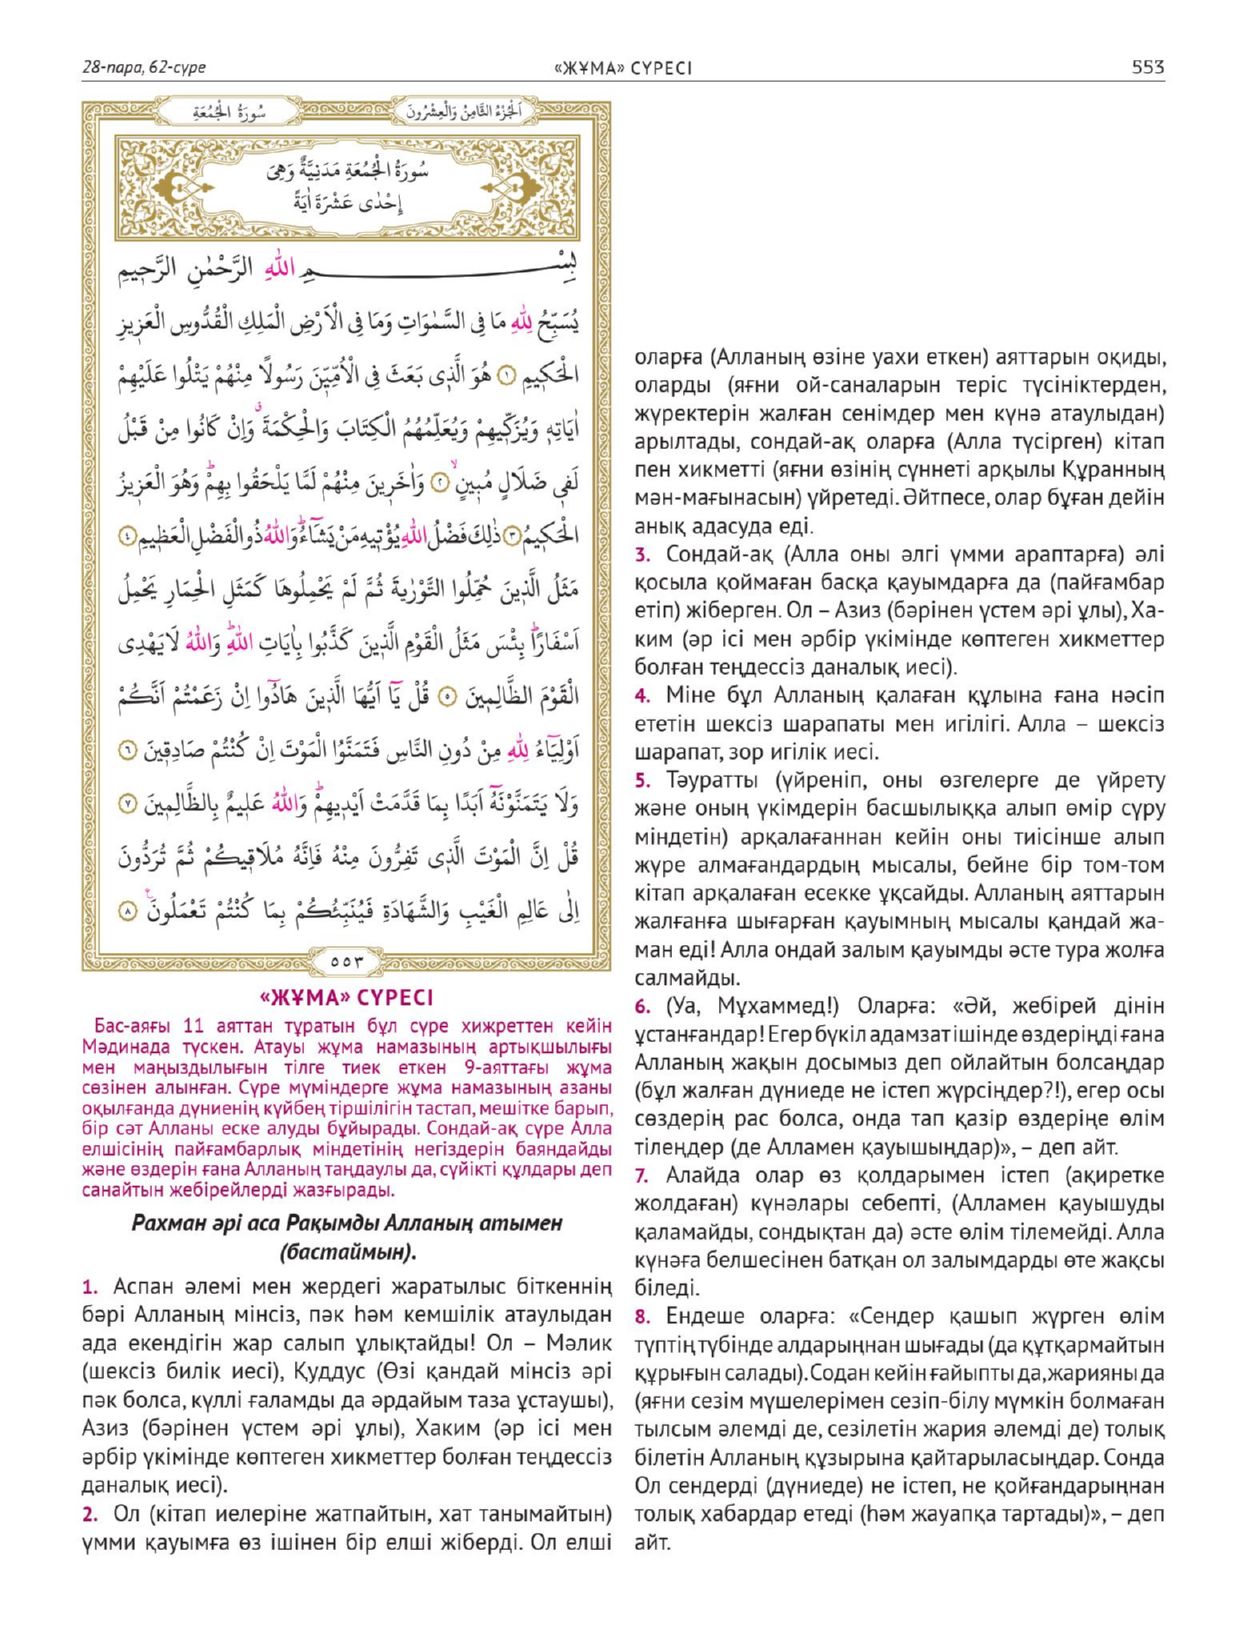 28-пара, 62-сүре
«ЖҰМА» СҮРЕСІ
553
اَلْجُزْءُ الثَّامِنُ وَالْعِشْرُونَ
سُورَةُ الْجُمُعَةِ
سُورَةُ الْجُمُعَةِ مَدَنِيَّةٌ وَهِيَ
اِحْدٰى عَشْرَةَ اٰيَةً
بِسْمِ اللهِ الرَّحْمٰنِ الرَّحٖيمِ
يُسَبِّحُ لِلّٰهِ مَا فِي السَّمٰوَاتِ وَمَا فِي الْاَرْضِ الْمَلِكِ الْقُدُّوسِ الْعَزٖيزِ
الْحَكٖيمِ ﴿١﴾ هُوَ الَّذٖي بَعَثَ فِي الْاُمِّيّٖنَ رَسُولًا مِنْهُمْ يَتْلُوا عَلَيْهِمْ
اٰيَاتِهٖ وَيُزَكّٖيهِمْ وَيُعَلِّمُهُمُ الْكِتَابَ وَالْحِكْمَةَ وَاِنْ كَانُوا مِنْ قَبْلُ
لَفٖي ضَلَالٍ مُبٖينٍ ﴿٢﴾ وَاٰخَرٖينَ مِنْهُمْ لَمَّا يَلْحَقُوا بِهِمْ وَهُوَ الْعَزٖيزُ
الْحَكٖيمُ ﴿٣﴾ ذٰلِكَ فَضْلُ اللهِ يُؤْتٖيهِ مَنْ يَشَاءُ وَاللهُ ذُو الْفَضْلِ الْعَظٖيمِ ﴿٤﴾
مَثَلُ الَّذٖينَ حُمِّلُوا التَّوْرٰيةَ ثُمَّ لَمْ يَحْمِلُوهَا كَمَثَلِ الْحِمَارِ يَحْمِلُ
اَسْفَارًا بِئْسَ مَثَلُ الْقَوْمِ الَّذٖينَ كَذَّبُوا بِاٰيَاتِ اللهِ وَاللهُ لَا يَهْدِي
الْقَوْمَ الظَّالِمٖينَ ﴿٥﴾ قُلْ يَا اَيُّهَا الَّذٖينَ هَادُوا اِنْ زَعَمْتُمْ اَنَّكُمْ
اَوْلِيَاءُ لِلّٰهِ مِنْ دُونِ النَّاسِ فَتَمَنَّوُا الْمَوْتَ اِنْ كُنْتُمْ صَادِقٖينَ ﴿٦﴾
وَلَا يَتَمَنَّوْنَهُ اَبَدًا بِمَا قَدَّمَتْ اَيْدٖيهِمْ وَاللهُ عَلٖيمٌ بِالظَّالِمٖينَ ﴿٧﴾
قُلْ اِنَّ الْمَوْتَ الَّذٖي تَفِرُّونَ مِنْهُ فَاِنَّهُ مُلَاقٖيكُمْ ثُمَّ تُرَدُّونَ
اِلٰى عَالِمِ الْغَيْبِ وَالشَّهَادَةِ فَيُنَبِّئُكُمْ بِمَا كُنْتُمْ تَعْمَلُونَ ﴿٨﴾
٥٥٣
«ЖҰМА» СҮРЕСІ
Бас-аяғы 11 аяттан тұратын бұл сүре хижреттен кейін
Мәдинада түскен. Атауы жұма намазының артықшылығы
мен маңыздылығын тілге тиек еткен 9-аяттағы жұма
сөзінен алынған. Сүре мүміндерге жұма намазының азаны
оқылғанда дүниенің күйбең тіршілігін тастап, мешітке барып,
бір сәт Алланы еске алуды бұйырады. Сондай-ақ сүре Алла
елшісінің пайғамбарлық міндетінің негіздерін баяндайды
және өздерін ғана Алланың таңдаулы да, сүйікті құлдары деп
санайтын жебірейлерді жазғырады.
Рахман әрі аса Рақымды Алланың атымен
(бастаймын).
1. Аспан әлемі мен жердегі жаратылыс біткеннің
бәрі Алланың мінсіз, пәк һәм кемшілік атаулыдан
ада екендігін жар салып ұлықтайды! Ол – Мәлик
(шексіз билік иесі), Қуддус (Өзі қандай мінсіз әрі
пәк болса, күллі ғаламды да әрдайым таза ұстаушы),
Азиз (бәрінен үстем әрі ұлы), Хаким (әр ісі мен
әрбір үкімінде көптеген хикметтер болған теңдессіз
даналық иесі).
2. Ол (кітап иелеріне жатпайтын, хат танымайтын)
үмми қауымға өз ішінен бір елші жіберді. Ол елші
оларға (Алланың өзіне уахи еткен) аяттарын оқиды,
оларды (яғни ой-саналарын теріс түсініктерден,
жүректерін жалған сенімдер мен күнә атаулыдан)
арылтады, сондай-ақ оларға (Алла түсірген) кітап
пен хикметті (яғни өзінің сүннеті арқылы Құранның
мән-мағынасын) үйретеді. Әйтпесе, олар бұған дейін
анық адасуда еді.
3. Сондай-ақ (Алла оны әлгі үмми араптарға) әлі
қосыла қоймаған басқа қауымдарға да (пайғамбар
етіп) жіберген. Ол – Азиз (бәрінен үстем әрі ұлы), Ха-
ким (әр ісі мен әрбір үкімінде көптеген хикметтер
болған теңдессіз даналық иесі).
4. Міне бұл Алланың қалаған құлына ғана нәсіп
ететін шексіз шарапаты мен игілігі. Алла – шексіз
шарапат, зор игілік иесі.
5. Тәуратты (үйреніп, оны өзгелерге де үйрету
және оның үкімдерін басшылыққа алып өмір сүру
міндетін) арқалағаннан кейін оны тиісінше алып
жүре алмағандардың мысалы, бейне бір том-том
кітап арқалаған есекке ұқсайды. Алланың аяттарын
жалғанға шығарған қауымның мысалы қандай жа-
ман еді! Алла ондай залым қауымды әсте тура жолға
салмайды.
6. (Уа, Мұхаммед!) Оларға: «Әй, жебірей дінін
ұстанғандар! Егер бүкіл адамзат ішінде өздеріңді ғана
Алланың жақын досымыз деп ойлайтын болсаңдар
(бұл жалған дүниеде не істеп жүрсіңдер?!), егер осы
сөздерің рас болса, онда тап қазір өздеріңе өлім
тілеңдер (де Алламен қауышыңдар)», – деп айт.
7. Алайда олар өз қолдарымен істеп (ақиретке
жолдаған) күнәлары себепті, (Алламен қауышуды
қаламайды, сондықтан да) әсте өлім тілемейді. Алла
күнәға белшесінен батқан ол залымдарды өте жақсы
біледі.
8. Ендеше оларға: «Сендер қашып жүрген өлім
түптің түбінде алдарыңнан шығады (да құтқармайтын
құрығын салады). Содан кейін ғайыпты да, жарияны да
(яғни сезім мүшелерімен сезіп-білу мүмкін болмаған
тылсым әлемді де, сезілетін жария әлемді де) толық
білетін Алланың құзырына қайтарыласыңдар. Сонда
Ол сендерді (дүниеде) не істеп, не қойғандарыңнан
толық хабардар етеді (һәм жауапқа тартады)», – деп
айт.